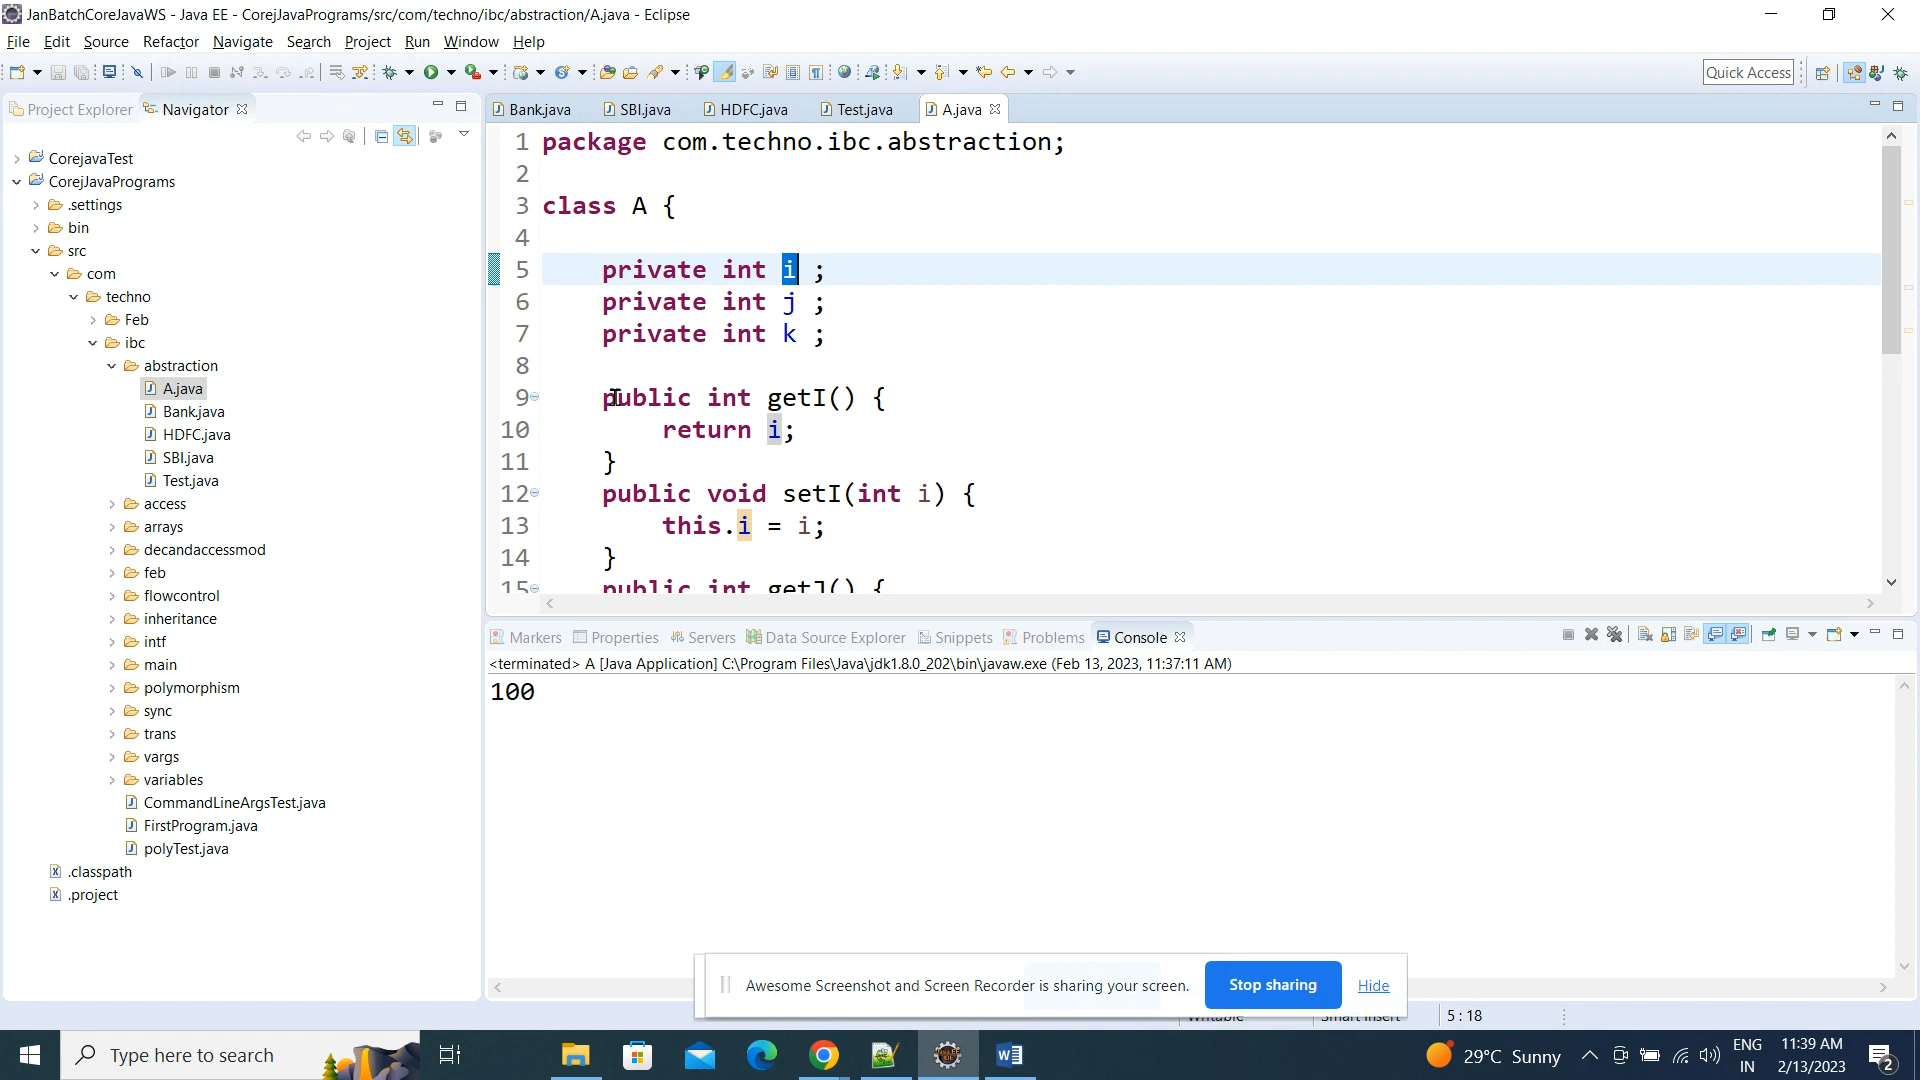 JanBatchCoreJavaWS - Java EE - CorejJavaPrograms/src/com/techno/ibc/abstraction/A.java - Eclipse
File Edit Source Refactor Navigate Search Project Run Window Help
Quick Access
Project Explorer Navigator
Bank.java SBI.java HDFC.java Test.java A.java
CorejavaTest
CorejJavaPrograms
.settings
bin
src
com
techno
Feb
ibc
abstraction
A.java
Bank.java
HDFC.java
SBI.java
Test.java
access
arrays
decandaccessmod
feb
flowcontrol
inheritance
intf
main
polymorphism
sync
trans
vargs
variables
CommandLineArgsTest.java
FirstProgram.java
polyTest.java
.classpath
.project
1 package com.techno.ibc.abstraction;
2
3 class A {
4
5 private int i ;
6 private int j ;
7 private int k ;
8
9 public int getI() {
10 return i;
11 }
12 public void setI(int i) {
13 this.i = i;
14 }
15 public int getJ() {
Markers Properties Servers Data Source Explorer Snippets Problems Console
<terminated> A [Java Application] C:\Program Files\Java\jdk1.8.0_202\bin\javaw.exe (Feb 13, 2023, 11:37:11 AM)
100
Awesome Screenshot and Screen Recorder is sharing your screen. Stop sharing Hide
Writable Smart Insert 5 : 18
Type here to search
29°C Sunny
ENG
IN
11:39 AM
2/13/2023
2